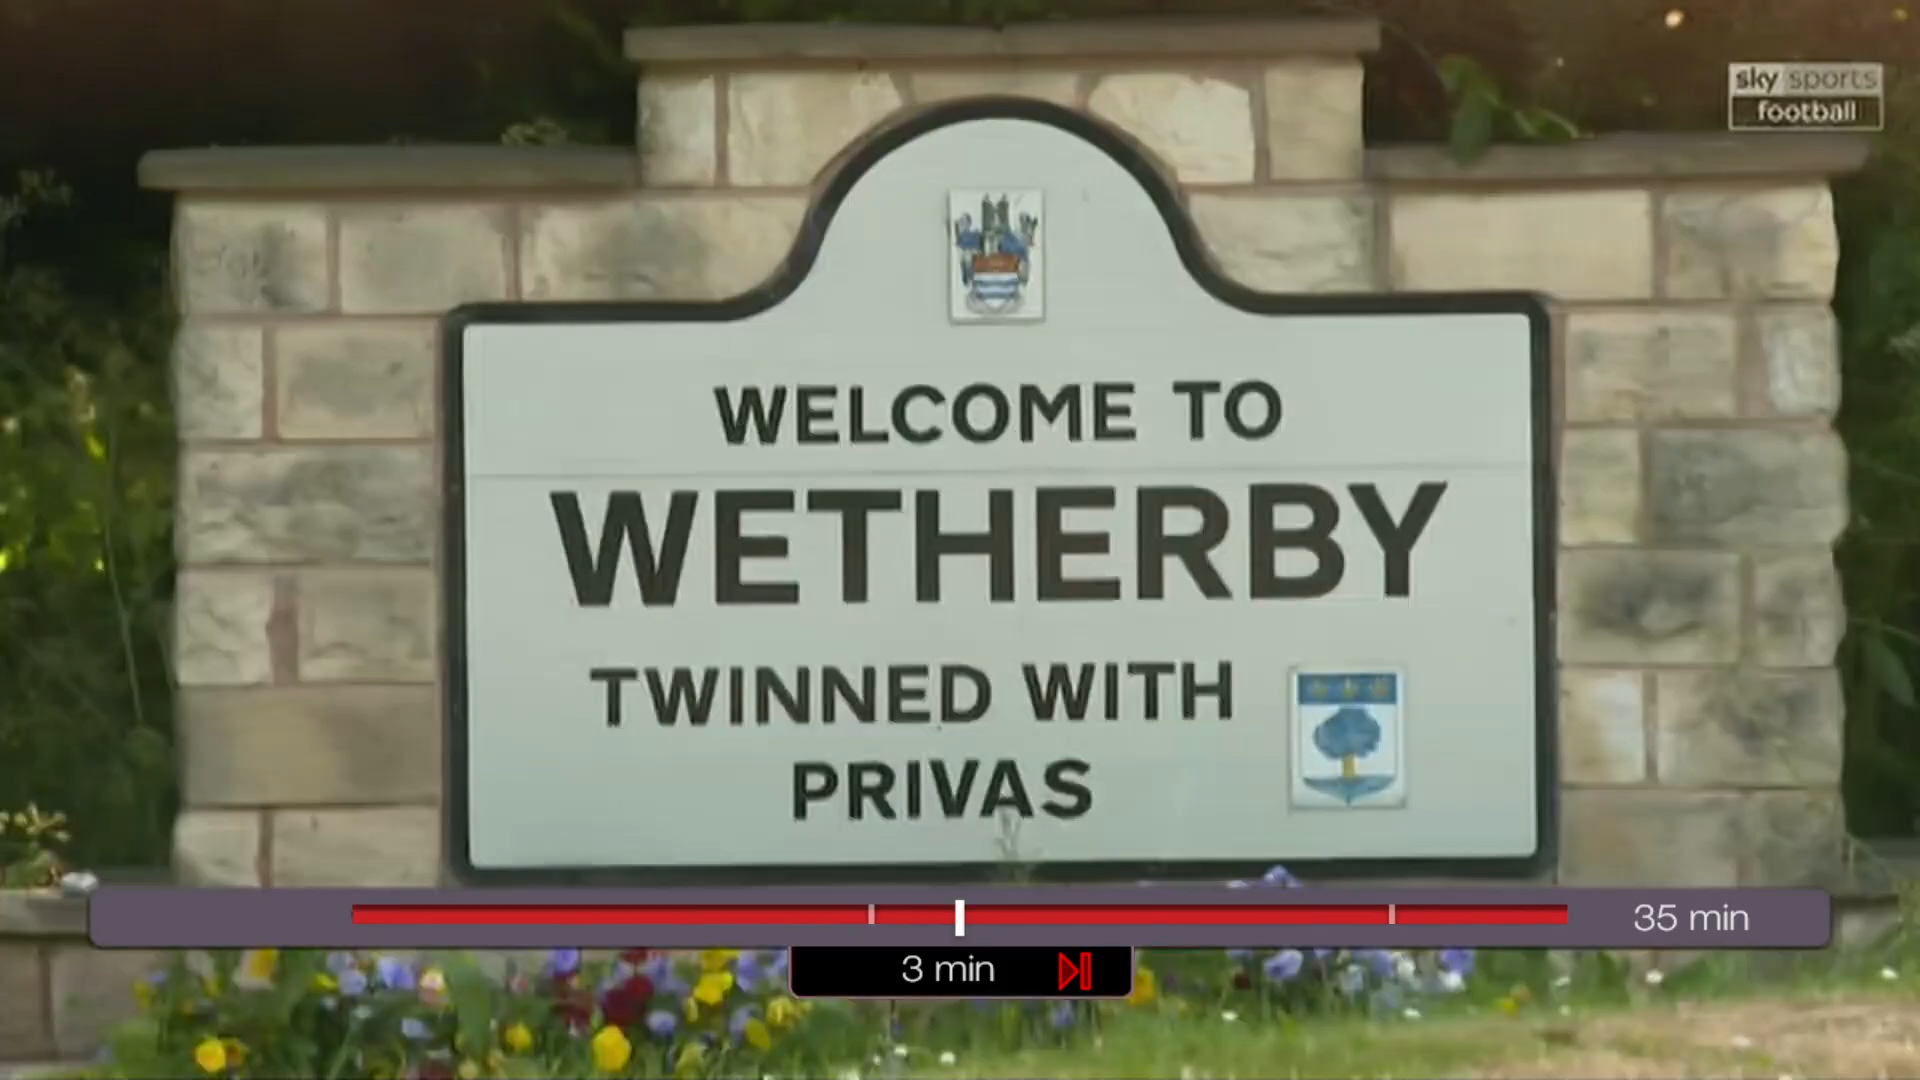 sky sports
football
WELCOME TO
WETHERBY
TWINNED WITH
PRIVAS
35 min
3 min